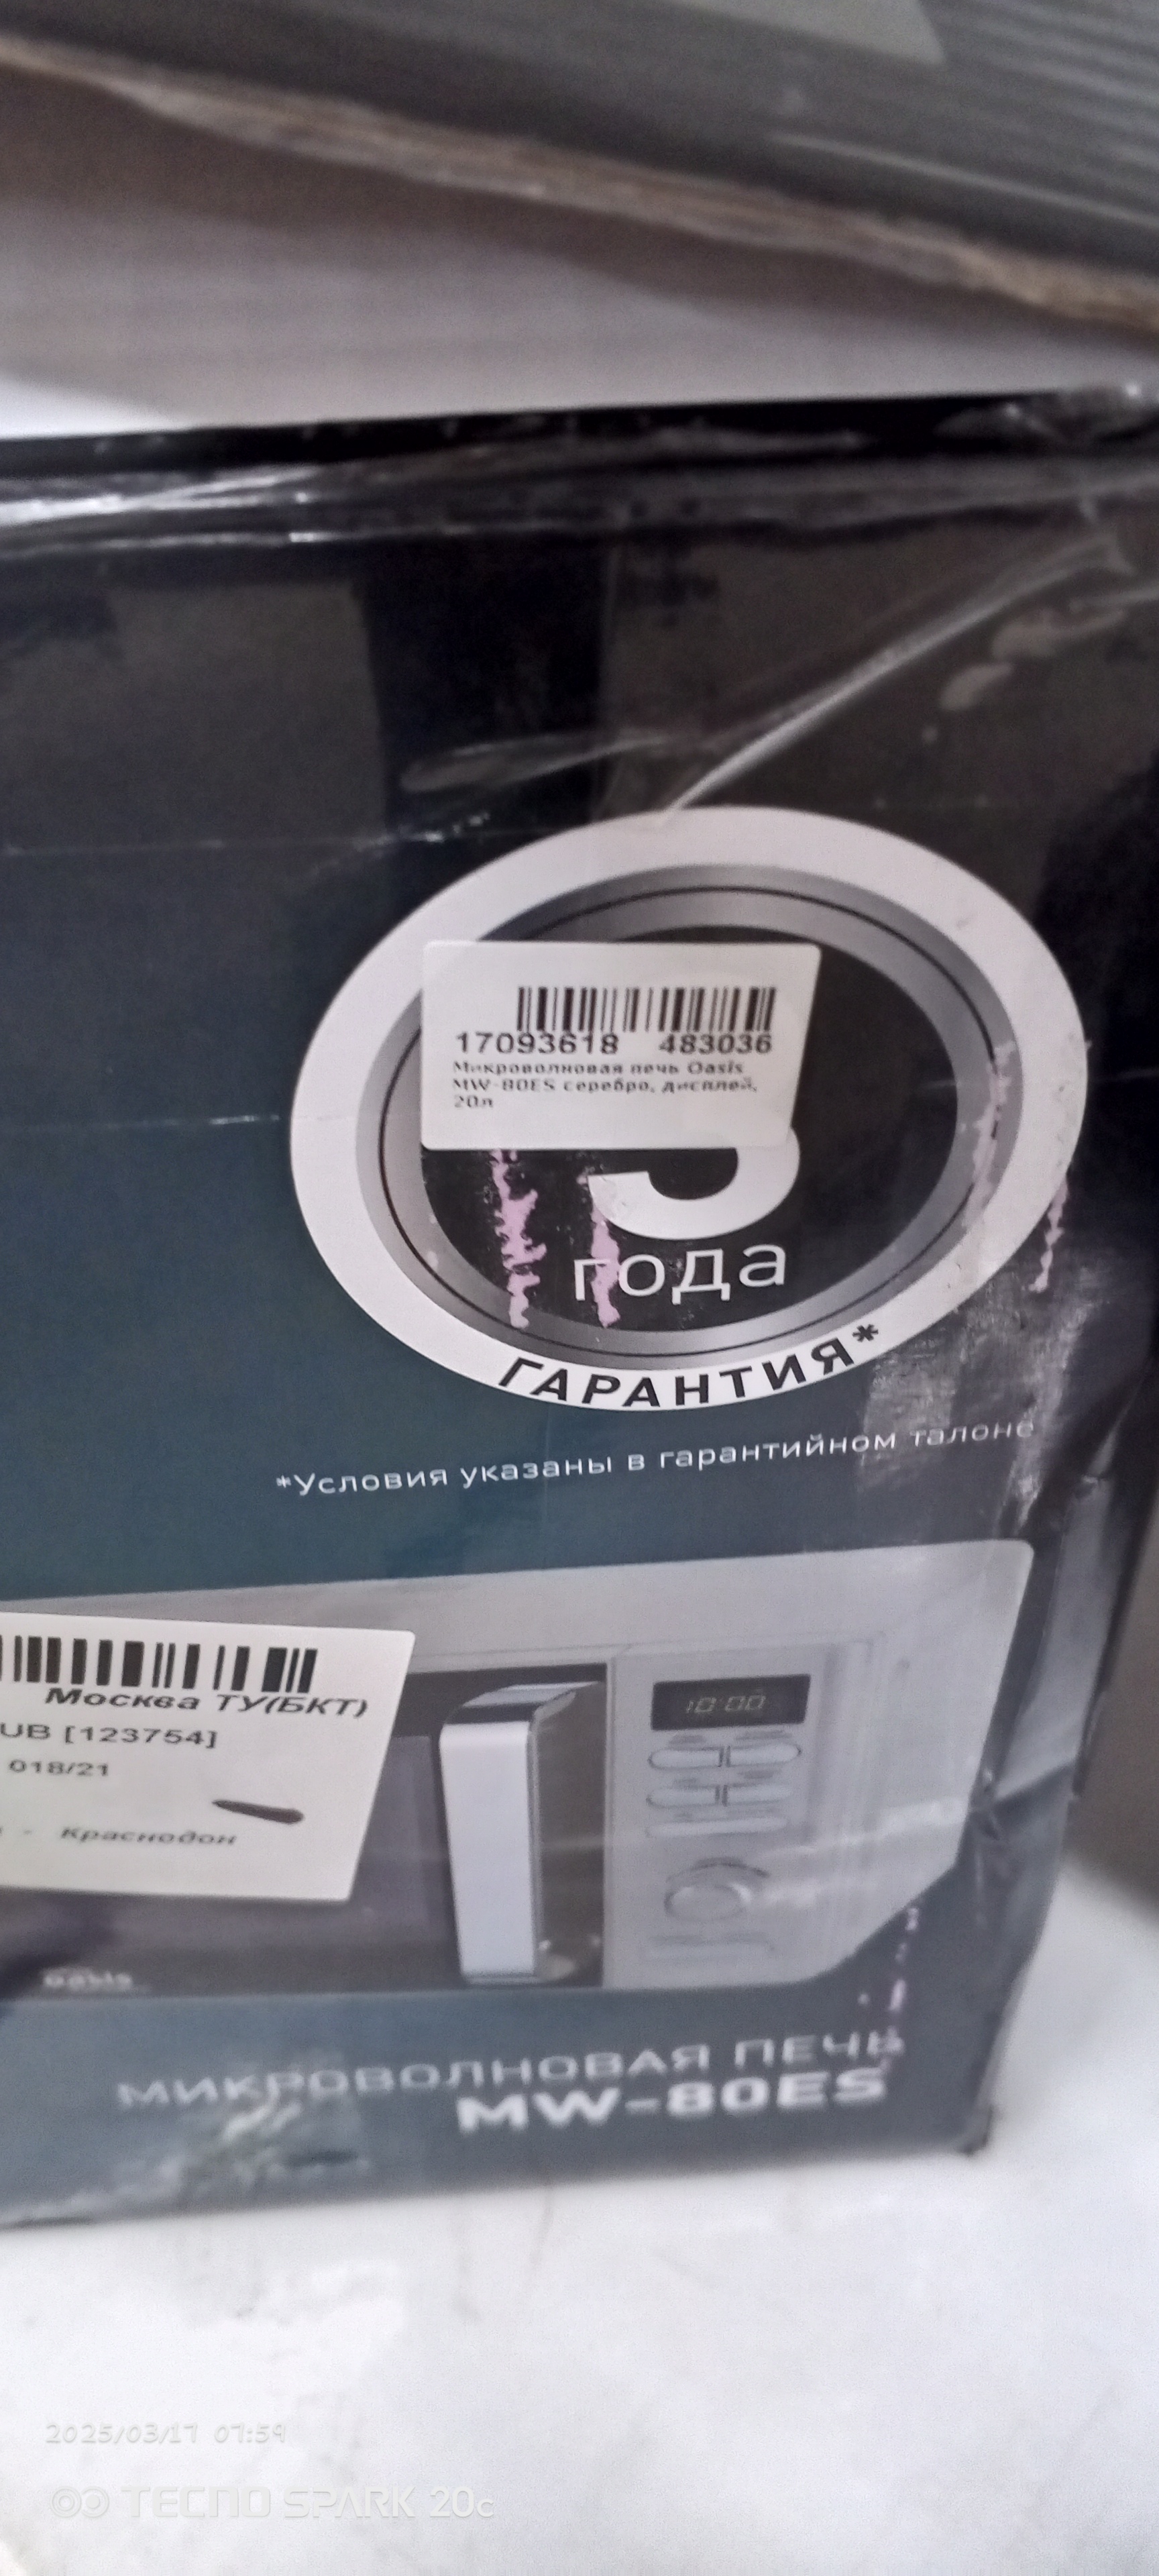 17093618 483036
Микроволновая печь Oasis
MW-80ES серебро, дисплей,
20л
года
ГАРАНТИЯ*
*Условия указаны в гарантийном талоне
Москва ТУ(БКТ)
UB [123754]
018/21
- Краснодон
10:00
Oasis
МИКРОВОЛНОВАЯ ПЕЧЬ
MW-80ES
2025/03/17 07:59
TECNO SPARK 20c